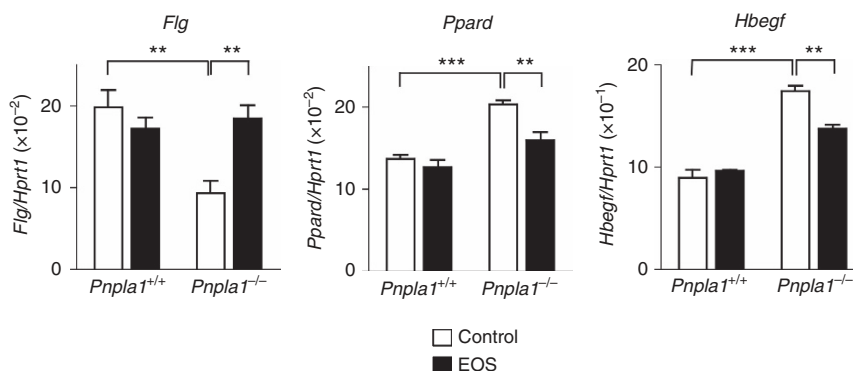 Flg
Ppard
Hbegf
** **
*** **
*** **
Flg/Hprt1 (×10⁻²)
20
10
0
Pnpla1⁺/⁺ Pnpla1⁻/⁻
Ppard/Hprt1 (×10⁻²)
20
10
0
Pnpla1⁺/⁺ Pnpla1⁻/⁻
Hbegf/Hprt1 (×10⁻¹)
20
10
0
Pnpla1⁺/⁺ Pnpla1⁻/⁻
Control
EOS